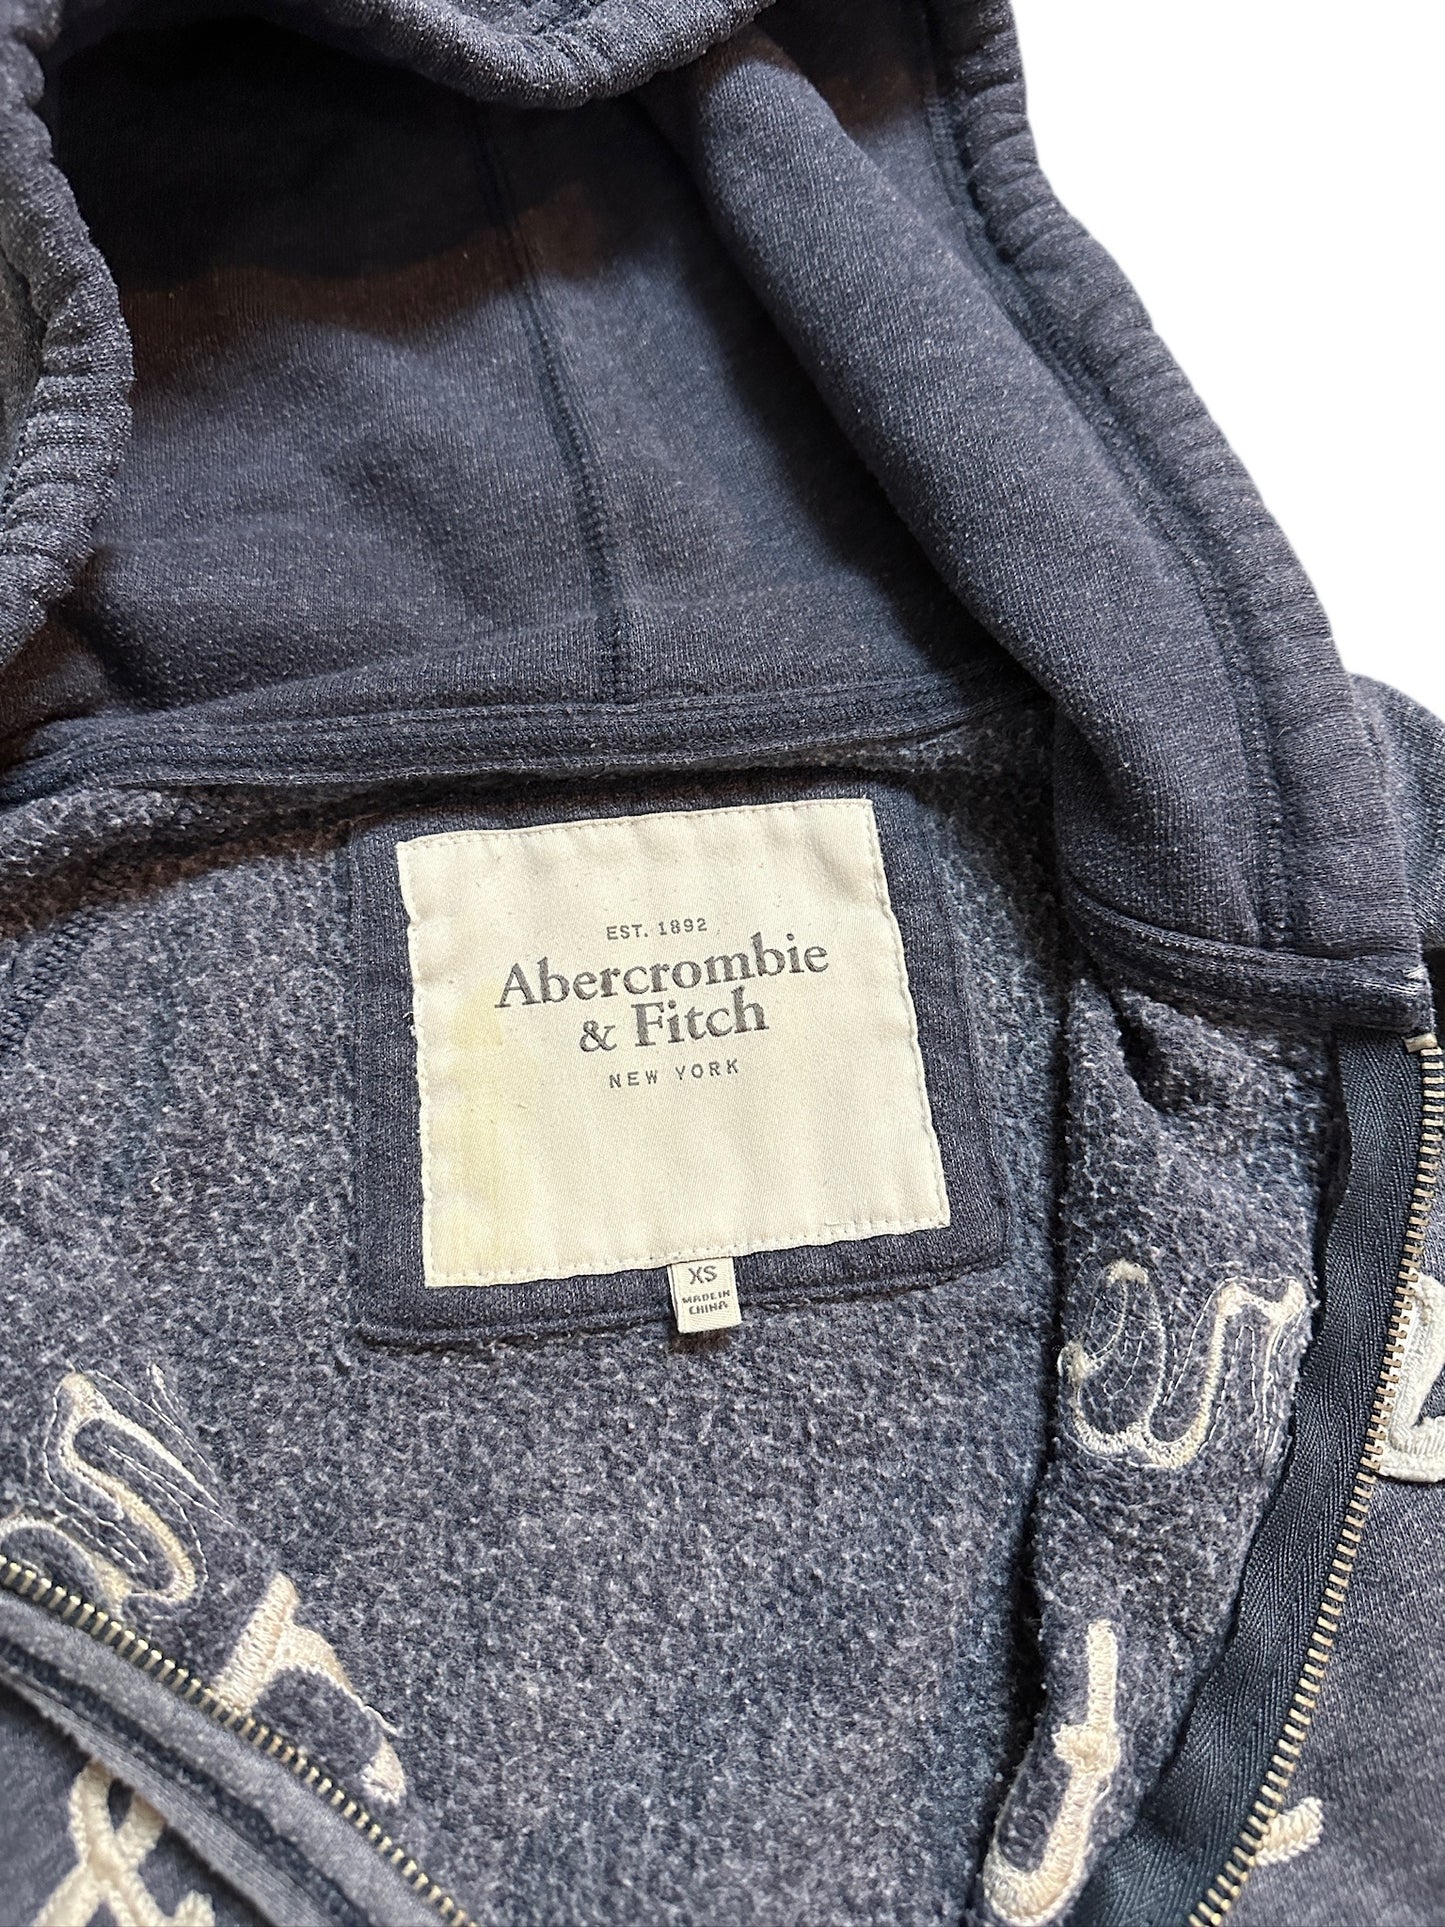 EST. 1892
Abercrombie
& Fitch
NEW YORK
XS
MADE IN
CHINA